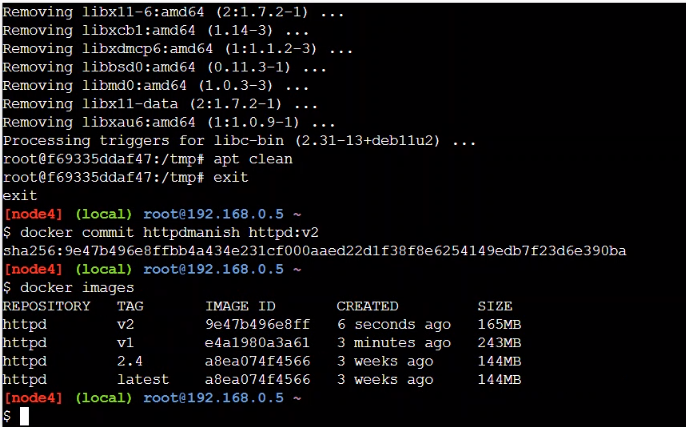 Removing libx11-6:amd64 (2:1.7.2-1) ...
Removing libxcb1:amd64 (1.14-3) ...
Removing libxdmcp6:amd64 (1:1.1.2-3) ...
Removing libbsd0:amd64 (0.11.3-1) ...
Removing libmd0:amd64 (1.0.3-3) ...
Removing libx11-data (2:1.7.2-1) ...
Removing libxau6:amd64 (1:1.0.9-1) ...
Processing triggers for libc-bin (2.31-13+deb11u2) ...
root@f69335ddaf47:/tmp# apt clean
root@f69335ddaf47:/tmp# exit
exit
[node4] (local) root@192.168.0.5 ~
$ docker commit httpdmanish httpd:v2
sha256:9e47b496e8ffbb4a434e231cf000aaed22d1f38f8e6254149edb7f23d6e390ba
[node4] (local) root@192.168.0.5 ~
$ docker images
REPOSITORY TAG IMAGE ID CREATED SIZE
httpd v2 9e47b496e8ff 6 seconds ago 165MB
httpd v1 e4a1980a3a61 3 minutes ago 243MB
httpd 2.4 a8ea074f4566 3 weeks ago 144MB
httpd latest a8ea074f4566 3 weeks ago 144MB
[node4] (local) root@192.168.0.5 ~
$